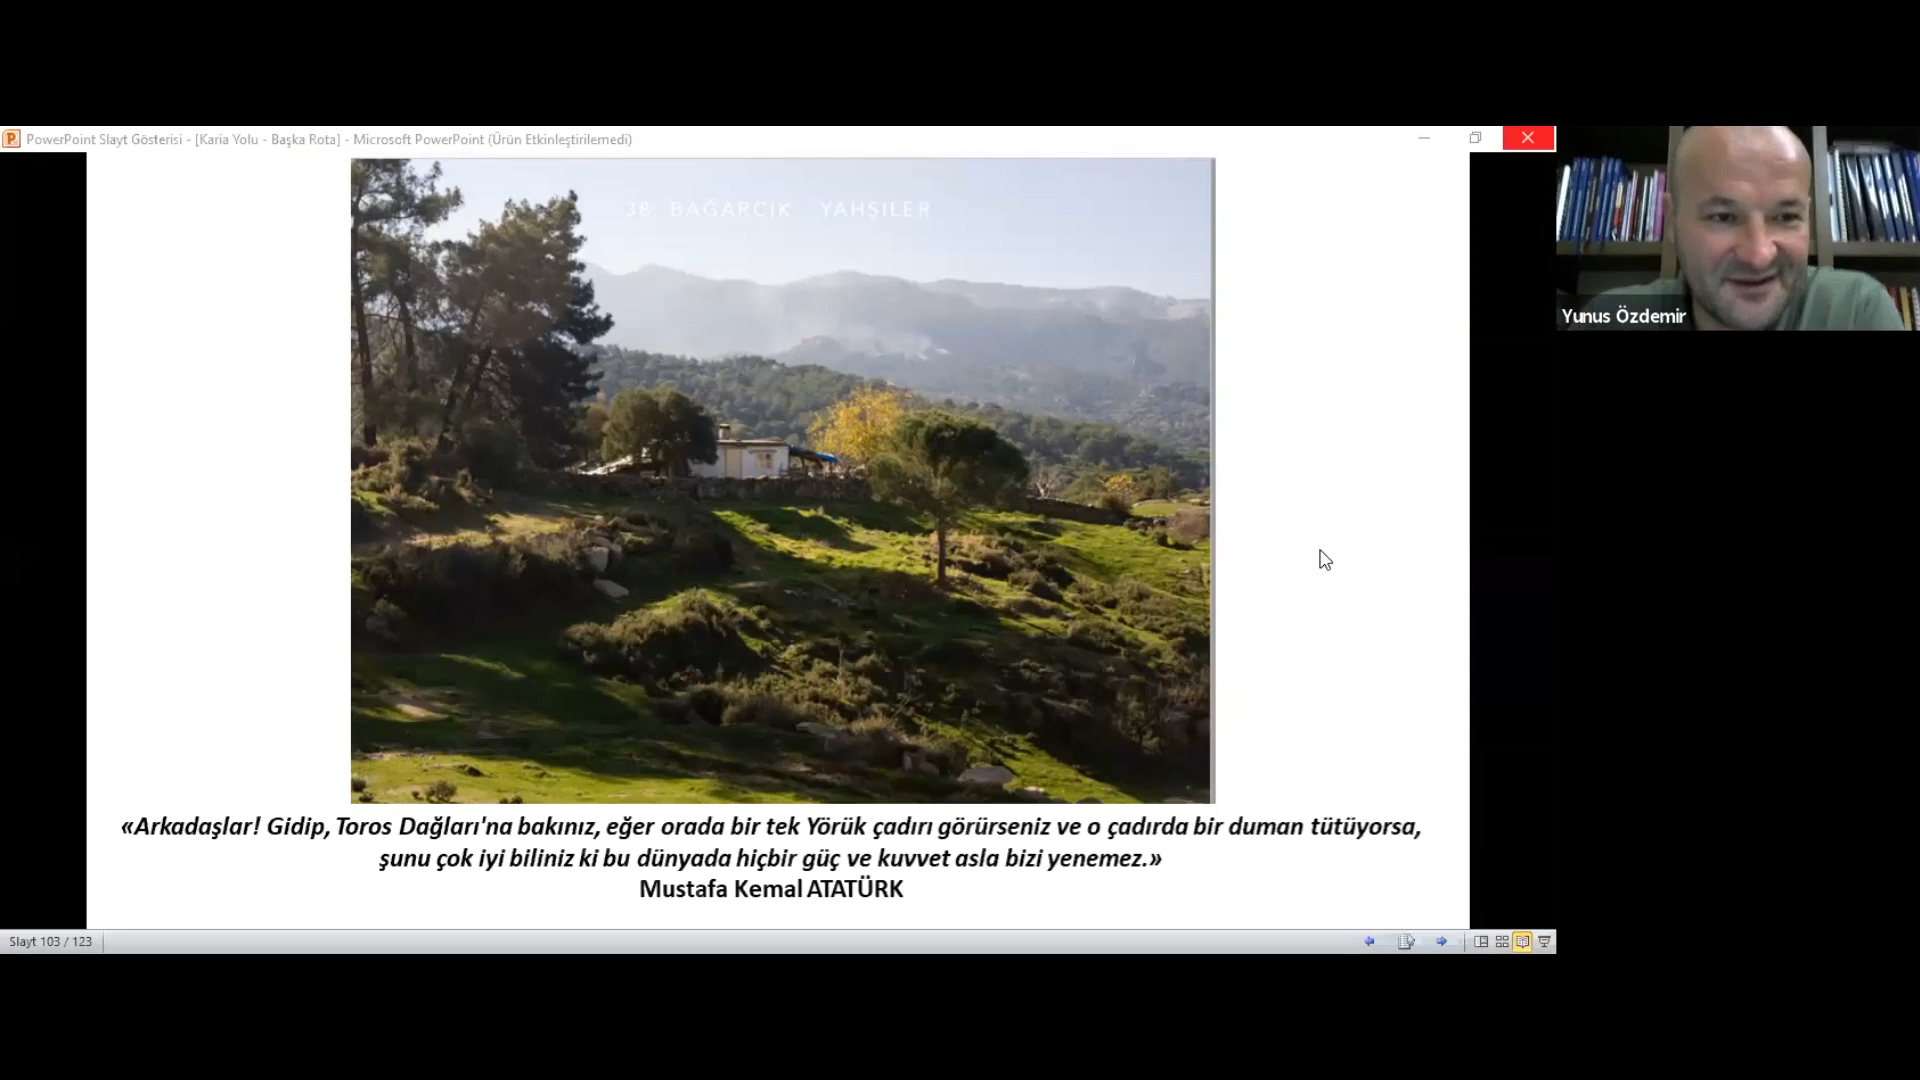 PowerPoint Slayt Gösterisi - [Karia Yolu - Başka Rota] - Microsoft PowerPoint (Ürün Etkinleştirilemedi)
38 BAĞARCIK YAHŞİLER
Yunus Özdemir
«Arkadaşlar! Gidip, Toros Dağları'na bakınız, eğer orada bir tek Yörük çadırı görürseniz ve o çadırda bir duman tütüyorsa,
şunu çok iyi biliniz ki bu dünyada hiçbir güç ve kuvvet asla bizi yenemez.»
Mustafa Kemal ATATÜRK
Slayt 103 / 123